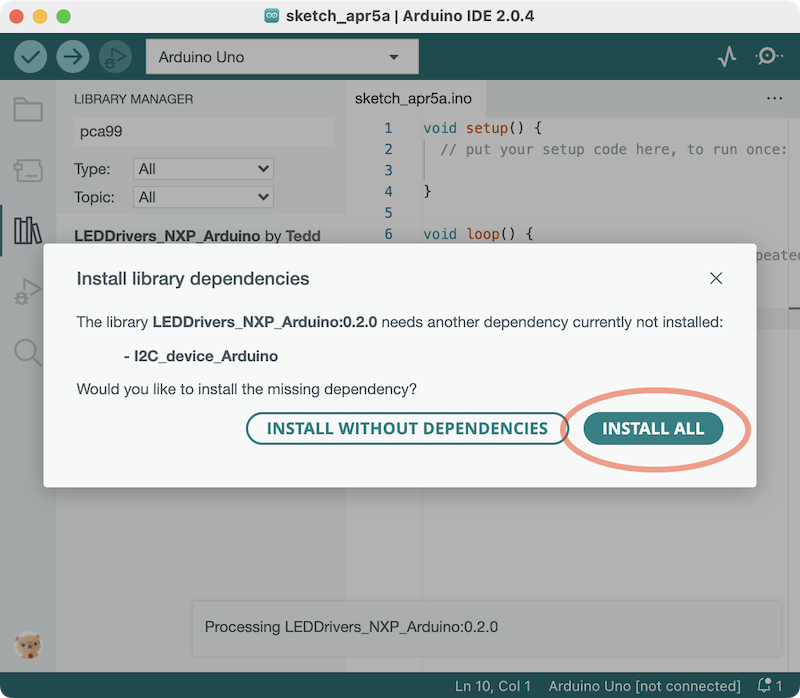 sketch_apr5a | Arduino IDE 2.0.4
Arduino Uno
LIBRARY MANAGER
pca99
Type: All
Topic: All
LEDDrivers_NXP_Arduino by Tedd
sketch_apr5a.ino
1 void setup() {
2 // put your setup code here, to run once:
3
4 }
5
6 void loop() {
peated
Install library dependencies
The library LEDDrivers_NXP_Arduino:0.2.0 needs another dependency currently not installed:
- I2C_device_Arduino
Would you like to install the missing dependency?
INSTALL WITHOUT DEPENDENCIES INSTALL ALL
Processing LEDDrivers_NXP_Arduino:0.2.0
Ln 10, Col 1 Arduino Uno [not connected] 1